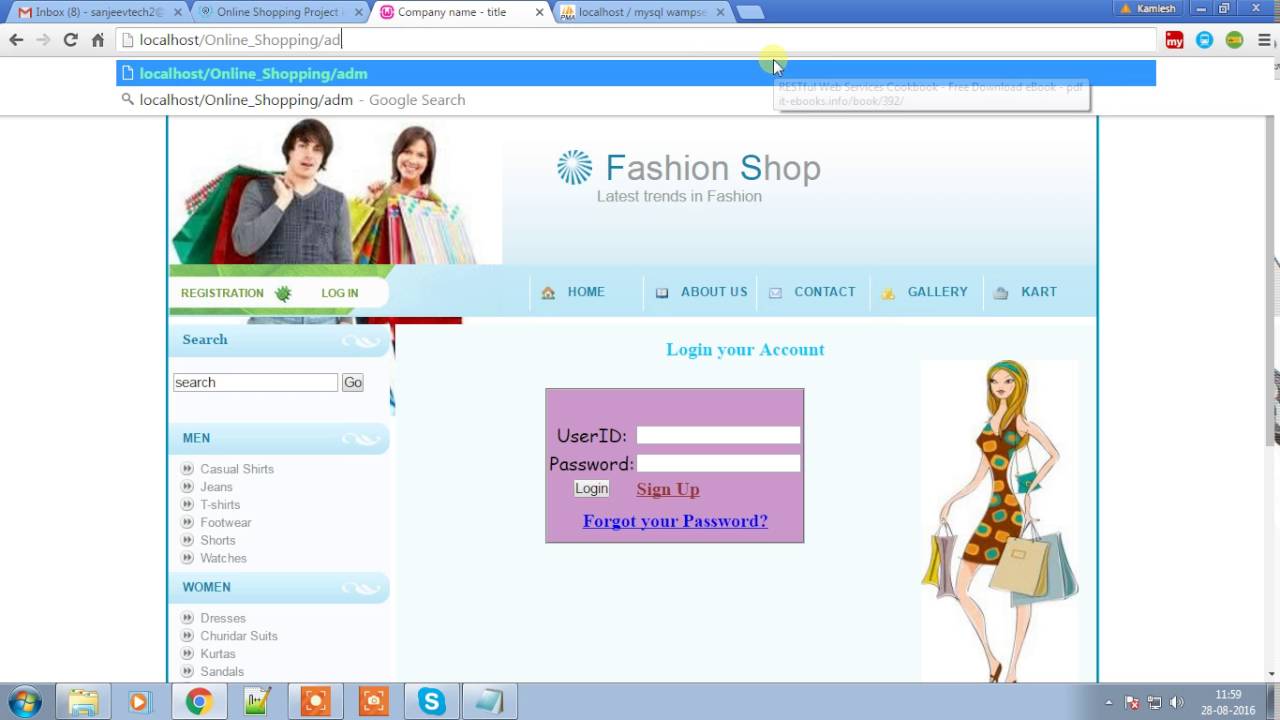 Inbox (8) - sanjeevtech2@
Online Shopping Project
Company name - title
localhost / mysql wampse
Kamlesh
localhost/Online_Shopping/ad
localhost/Online_Shopping/adm
localhost/Online_Shopping/adm - Google Search
RESTful Web Services Cookbook - Free Download eBook - pdf
it-ebooks.info/book/392/
my
Fashion Shop
Latest trends in Fashion
REGISTRATION
LOG IN
HOME
ABOUT US
CONTACT
GALLERY
KART
Search
search
Go
Login your Account
UserID:
Password:
Login
Sign Up
Forgot your Password?
MEN
Casual Shirts
Jeans
T-shirts
Footwear
Shorts
Watches
WOMEN
Dresses
Churidar Suits
Kurtas
Sandals
11:59
28-08-2016